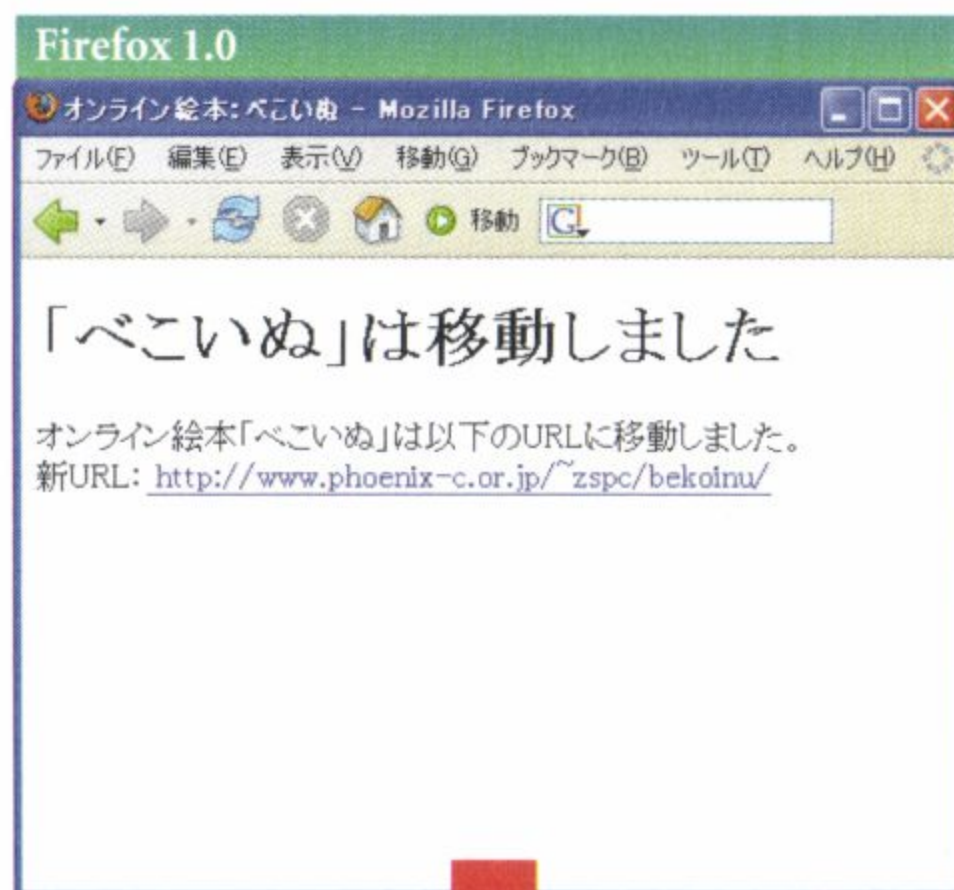 Firefox 1.0
オンライン絵本:べこいぬ - Mozilla Firefox
ファイル(F) 編集(E) 表示(V) 移動(G) ブックマーク(B) ツール(T) ヘルプ(H)
移動 G
「べこいぬ」は移動しました
オンライン絵本「べこいぬ」は以下のURLに移動しました。
新URL: http://www.phoenix-c.or.jp/~zspc/bekoinu/